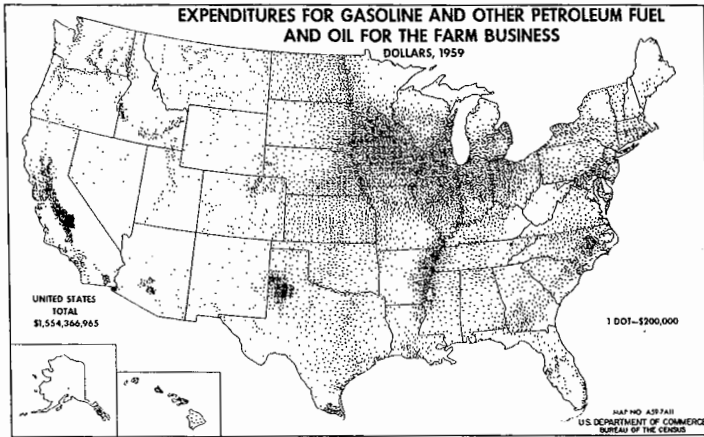 EXPENDITURES FOR GASOLINE AND OTHER PETROLEUM FUEL
AND OIL FOR THE FARM BUSINESS
DOLLARS, 1959
UNITED STATES
TOTAL
$1,554,366,965
1 DOT—$200,000
MAP NO. A59-7A11
U.S. DEPARTMENT OF COMMERCE
BUREAU OF THE CENSUS